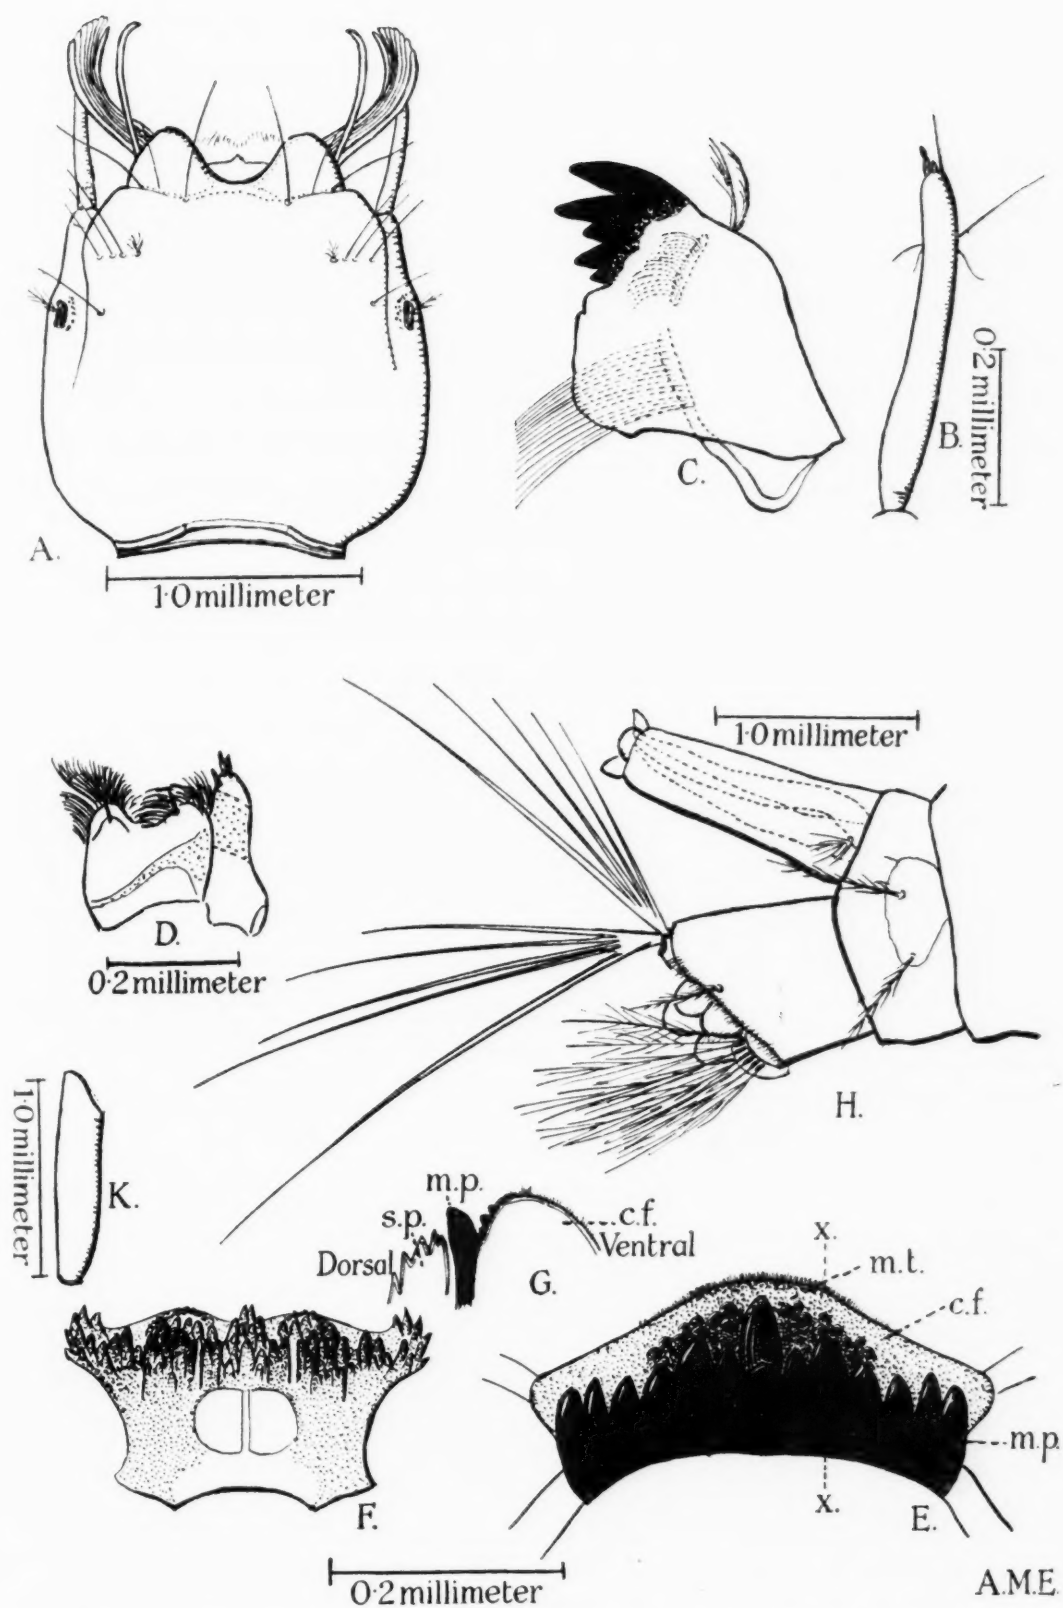 A.
1·0 millimeter
C.
B.
0·2 millimeter
D.
0·2 millimeter
1·0 millimeter
H.
1·0 millimeter
K.
m.p.
s.p.
c.f.
Dorsal
Ventral
G.
x.
m.t.
c.f.
m.p.
x.
F.
E.
0·2 millimeter
A.M.E.